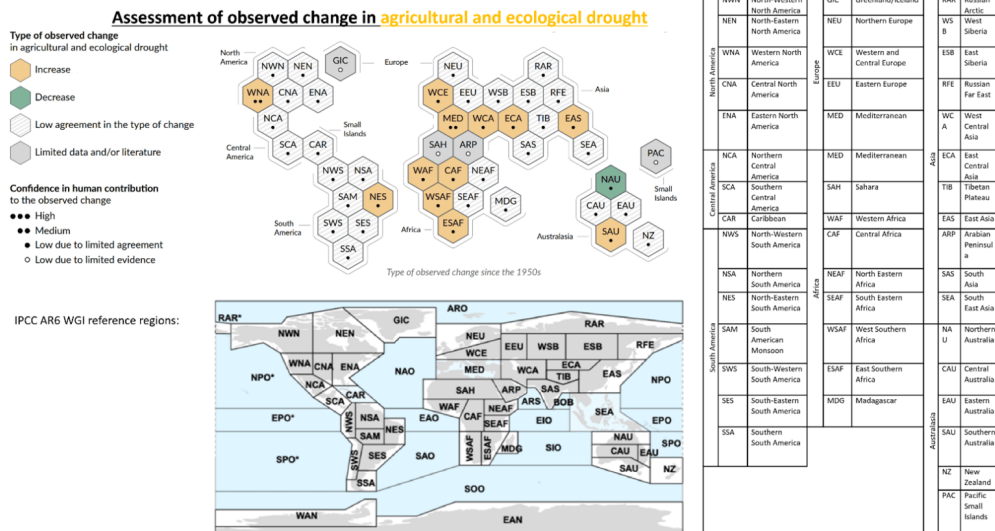 Assessment of observed change in agricultural and ecological drought
Type of observed change
in agricultural and ecological drought
Increase
Decrease
Low agreement in the type of change
Limited data and/or literature
Confidence in human contribution
to the observed change
●●● High
●● Medium
● Low due to limited agreement
○ Low due to limited evidence
North
America
NWN NEN GIC
Europe
NEU RAR
WNA CNA ENA
WCE EEU WSB ESB RFE
Asia
NCA
Small
Islands
MED WCA ECA TIB EAS
Central
America
SCA CAR
SAH ARP SAS SEA
PAC
NWS NSA
WAF CAF NEAF
NAU
Small
Islands
SAM NES
WSAF SEAF MDG
CAU EAU
South
America
SWS SES
Africa
ESAF
Australasia
SAU NZ
SSA
Type of observed change since the 1950s
IPCC AR6 WGI reference regions:
RAR*
ARO
GIC
RAR
NWN NEN
NEU
WCE
EEU WSB ESB
RFE
WNA CNA ENA
NPO*
NAO
MED
WCA
ECA
TIB
EAS
NPO
NCA
SCA
CAR
SAH
ARP
SAS
ARS BOB
EPO*
NWS
NSA
EAO
WAF
CAF
NEAF
SEAF
EIO
SEA
EPO
SAM
NES
SPO*
SWS
SES
SAO
WSAF
ESAF
MDG
SIO
NAU
CAU
EAU
SAU
SPO
NZ
SSA
SOO
WAN
EAN
North America
NWN North-Western
North America
NEN North-Eastern
North America
WNA Western North
America
CNA Central North
America
ENA Eastern North
America
Central America
NCA Northern
Central
America
SCA Southern
Central
America
CAR Caribbean
South America
NWS North-Western
South America
NSA Northern
South America
NES North-Eastern
South America
SAM South
American
Monsoon
SWS South-Western
South America
SES South-Eastern
South America
SSA Southern
South America
Europe
GIC Greenland/Iceland
NEU Northern Europe
WCE Western and
Central Europe
EEU Eastern Europe
MED Mediterranean
Africa
MED Mediterranean
SAH Sahara
WAF Western Africa
CAF Central Africa
NEAF North Eastern
Africa
SEAF South Eastern
Africa
WSAF West Southern
Africa
ESAF East Southern
Africa
MDG Madagascar
Asia
RAR Russian
Arctic
WS
B
West
Siberia
ESB East
Siberia
RFE Russian
Far East
WC
A
West
Central
Asia
ECA East
Central
Asia
TIB Tibetan
Plateau
EAS East Asia
ARP Arabian
Peninsul
a
SAS South
Asia
SEA South
East Asia
Australasia
NA
U
Northern
Australia
CAU Central
Australia
EAU Eastern
Australia
SAU Southern
Australia
NZ New
Zealand
PAC Pacific
Small
Islands